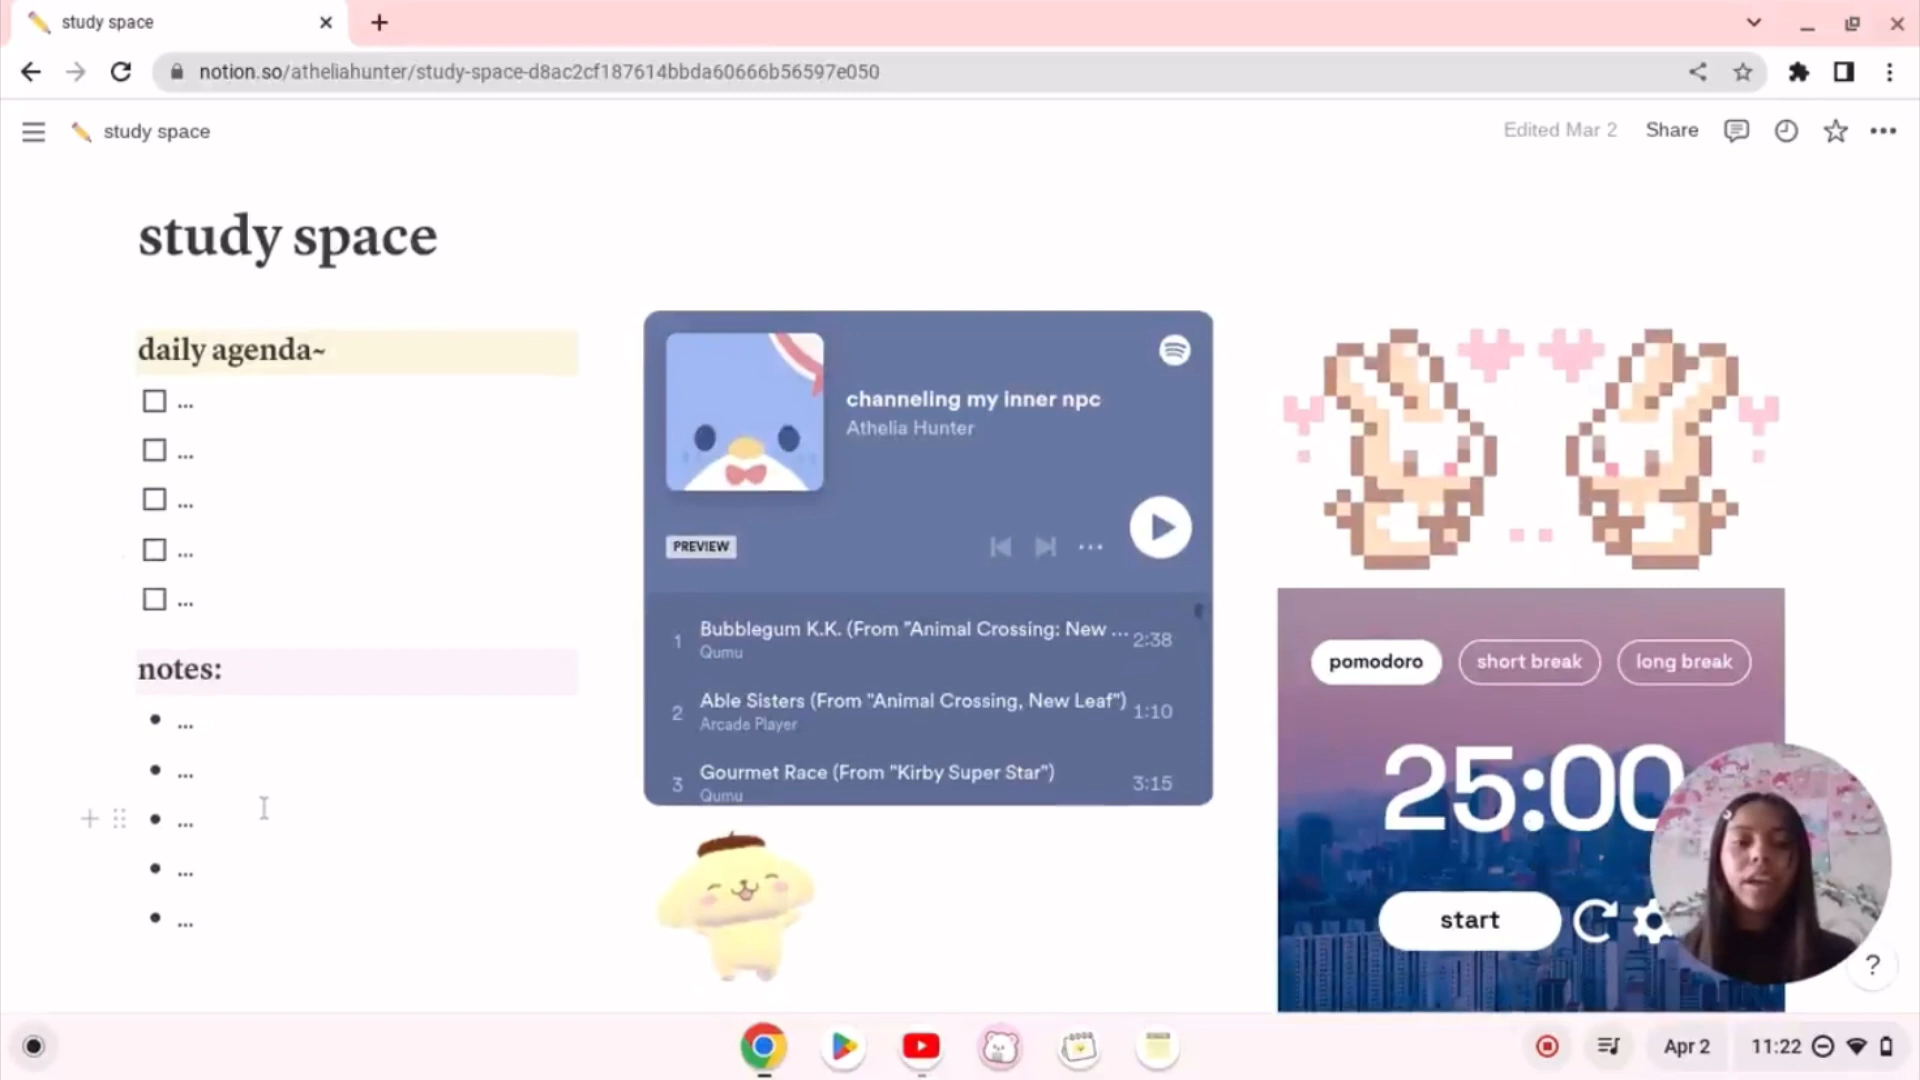 study space
notion.so/atheliahunter/study-space-d8ac2cf187614bbda60666b56597e050
study space
Edited Mar 2
Share
study space
daily agenda~
...
...
...
...
...
notes:
...
...
...
...
...
channeling my inner npc
Athelia Hunter
PREVIEW
1 Bubblegum K.K. (From "Animal Crossing: New ... 2:38
Qumu
2 Able Sisters (From "Animal Crossing, New Leaf") 1:10
Arcade Player
3 Gourmet Race (From "Kirby Super Star") 3:15
Qumu
pomodoro
short break
long break
25:00
start
?
Apr 2
11:22